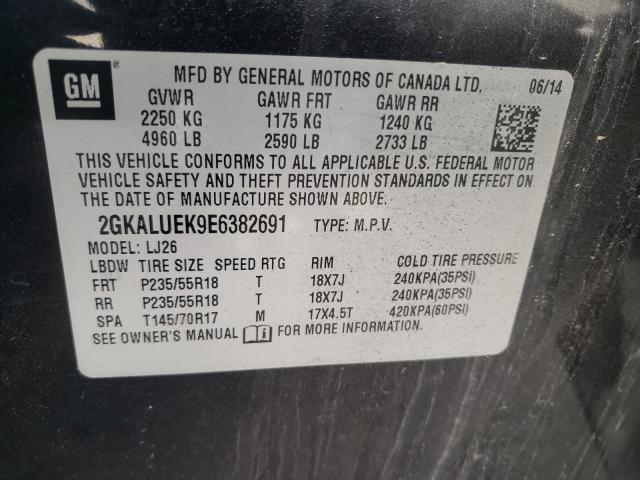 GM ® MFD BY GENERAL MOTORS OF CANADA LTD. 06/14
GVWR GAWR FRT GAWR RR
2250 KG 1175 KG 1240 KG
4960 LB 2590 LB 2733 LB
THIS VEHICLE CONFORMS TO ALL APPLICABLE U.S. FEDERAL MOTOR
VEHICLE SAFETY AND THEFT PREVENTION STANDARDS IN EFFECT ON
THE DATE OF MANUFACTURE SHOWN ABOVE.
2GKALUEK9E6382691 TYPE: M.P.V.
MODEL: LJ26
LBDW TIRE SIZE SPEED RTG RIM COLD TIRE PRESSURE
FRT P235/55R18 T 18X7J 240KPA(35PSI)
RR P235/55R18 T 18X7J 240KPA(35PSI)
SPA T145/70R17 M 17X4.5T 420KPA(60PSI)
SEE OWNER'S MANUAL FOR MORE INFORMATION.